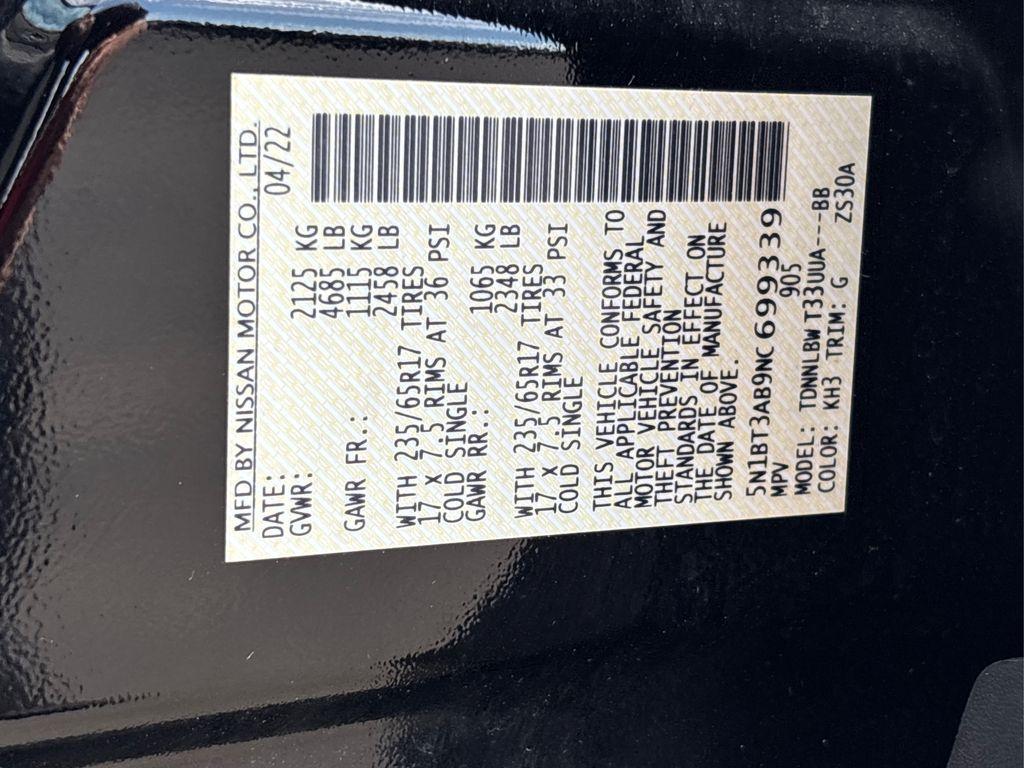 MFD BY NISSAN MOTOR CO., LTD.
DATE: 04/22
GVWR: 2125 KG
4685 LB
GAWR FR.: 1115 KG
2458 LB
WITH 235/65R17 TIRES
17 X 7.5 RIMS AT 36 PSI
COLD SINGLE
GAWR RR.: 1065 KG
2348 LB
WITH 235/65R17 TIRES
17 X 7.5 RIMS AT 33 PSI
COLD SINGLE
THIS VEHICLE CONFORMS TO
ALL APPLICABLE FEDERAL
MOTOR VEHICLE SAFETY AND
THEFT PREVENTION
STANDARDS IN EFFECT ON
THE DATE OF MANUFACTURE
SHOWN ABOVE.
5N1BT3AB9NC699339
MPV 905
MODEL: TDNNLBW T33UUA---BB
COLOR: KH3 TRIM: G ZS30A